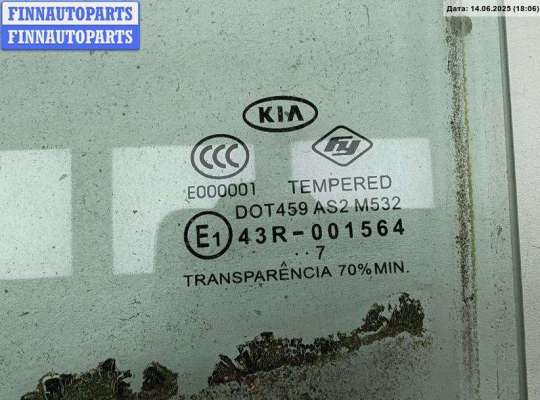 FINNAUTOPARTS
FINNAUTOPARTS
Дата: 14.06.2025 (18:06)
KIA
CCC
E000001 TEMPERED
DOT459 AS2 M532
E1 43R-001564
.. 7
TRANSPARÊNCIA 70%MIN.